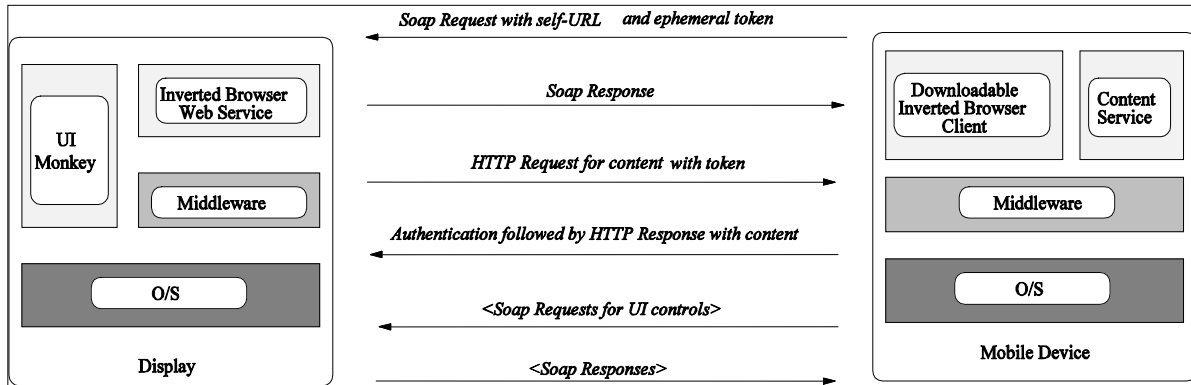 Soap Request with self-URL and ephemeral token
Inverted Browser
Web Service
UI
Monkey
Middleware
O/S
Display
Soap Response
HTTP Request for content with token
Authentication followed by HTTP Response with content
<Soap Requests for UI controls>
<Soap Responses>
Downloadable
Inverted Browser
Client
Content
Service
Middleware
O/S
Mobile Device